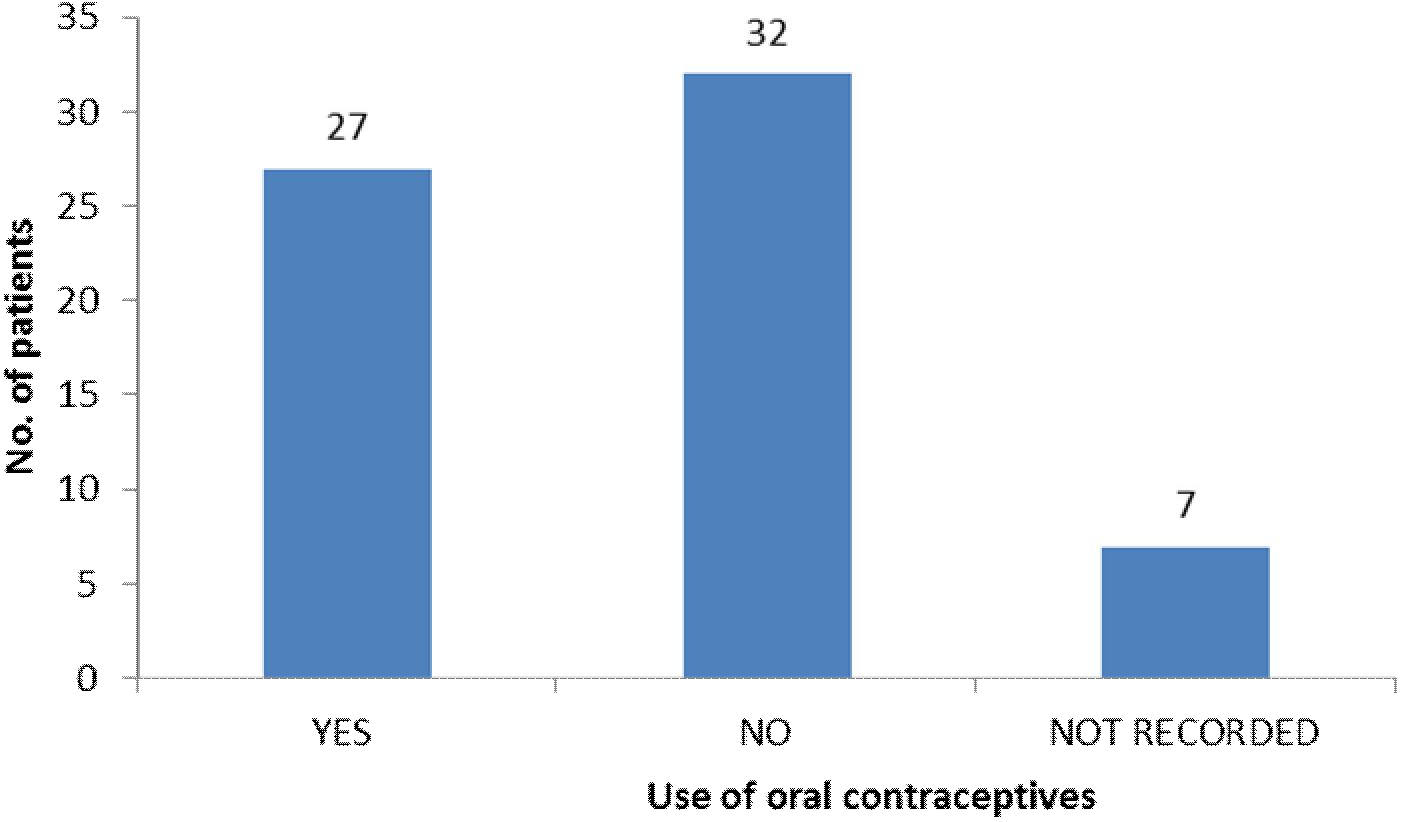 No. of patients
35
30
25
20
15
10
5
0
27
32
7
YES
NO
NOT RECORDED
Use of oral contraceptives